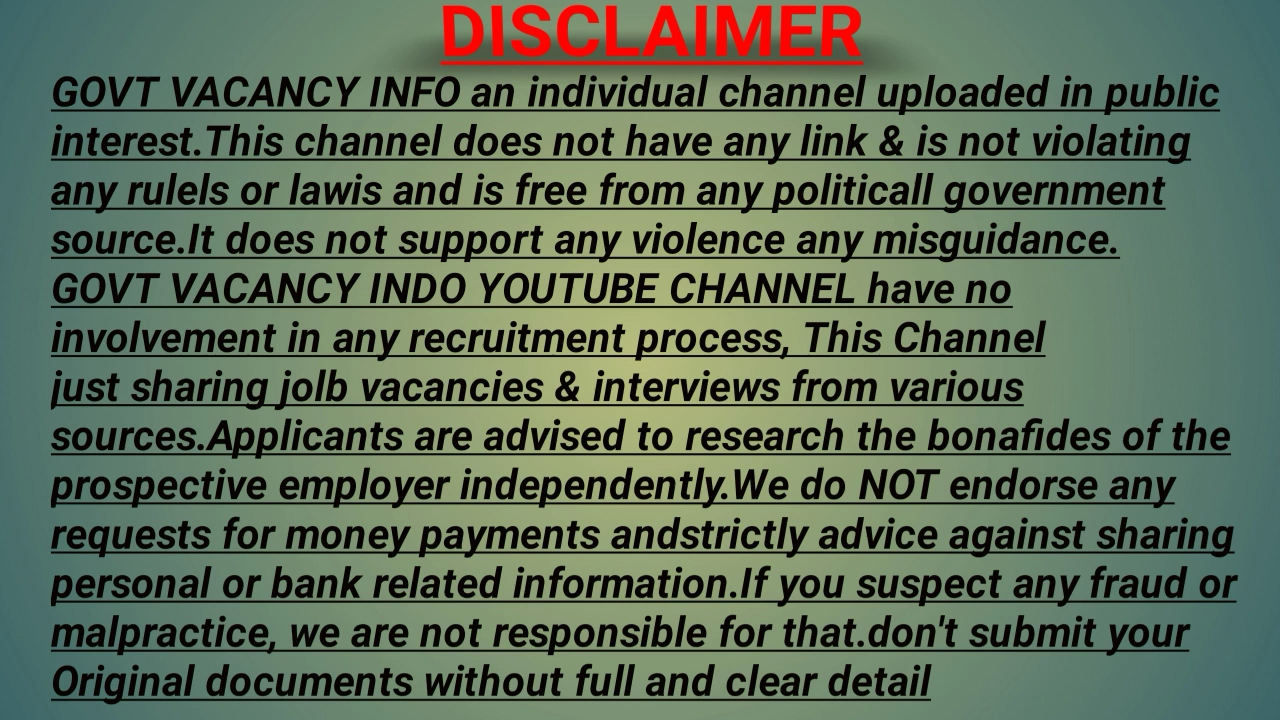 DISCLAIMER
GOVT VACANCY INFO an individual channel uploaded in public
interest.This channel does not have any link & is not violating
any rulels or lawis and is free from any politicall government
source.It does not support any violence any misguidance.
GOVT VACANCY INDO YOUTUBE CHANNEL have no
involvement in any recruitment process, This Channel
just sharing jolb vacancies & interviews from various
sources.Applicants are advised to research the bonafides of the
prospective employer independently.We do NOT endorse any
requests for money payments andstrictly advice against sharing
personal or bank related information.If you suspect any fraud or
malpractice, we are not responsible for that.don't submit your
Original documents without full and clear detail